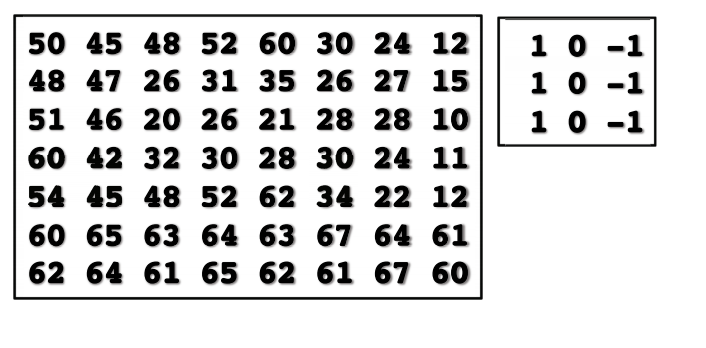 50 45 48 52 60 30 24 12
48 47 26 31 35 26 27 15
51 46 20 26 21 28 28 10
60 42 32 30 28 30 24 11
54 45 48 52 62 34 22 12
60 65 63 64 63 67 64 61
62 64 61 65 62 61 67 60
1 0 -1
1 0 -1
1 0 -1